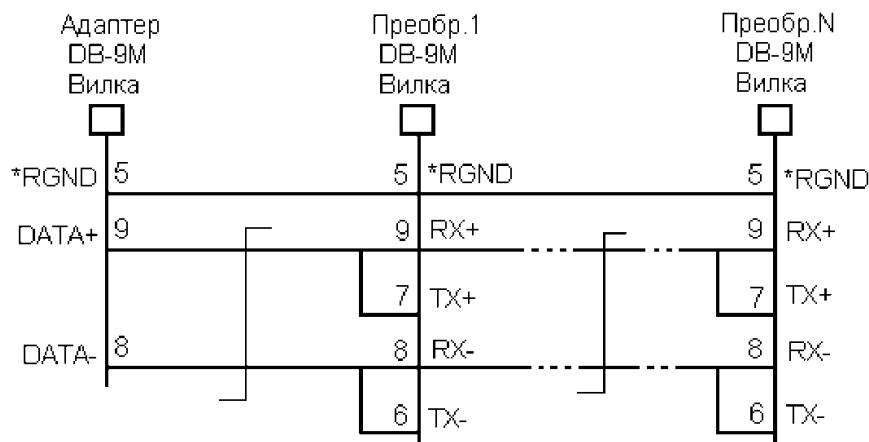 Адаптер Преобр.1 Преобр.N
DB-9M DB-9M DB-9M
Вилка Вилка Вилка
*RGND 5 5 *RGND 5 *RGND
DATA+ 9 9 RX+ 9 RX+
7 TX+ 7 TX+
DATA- 8 8 RX- 8 RX-
6 TX- 6 TX-